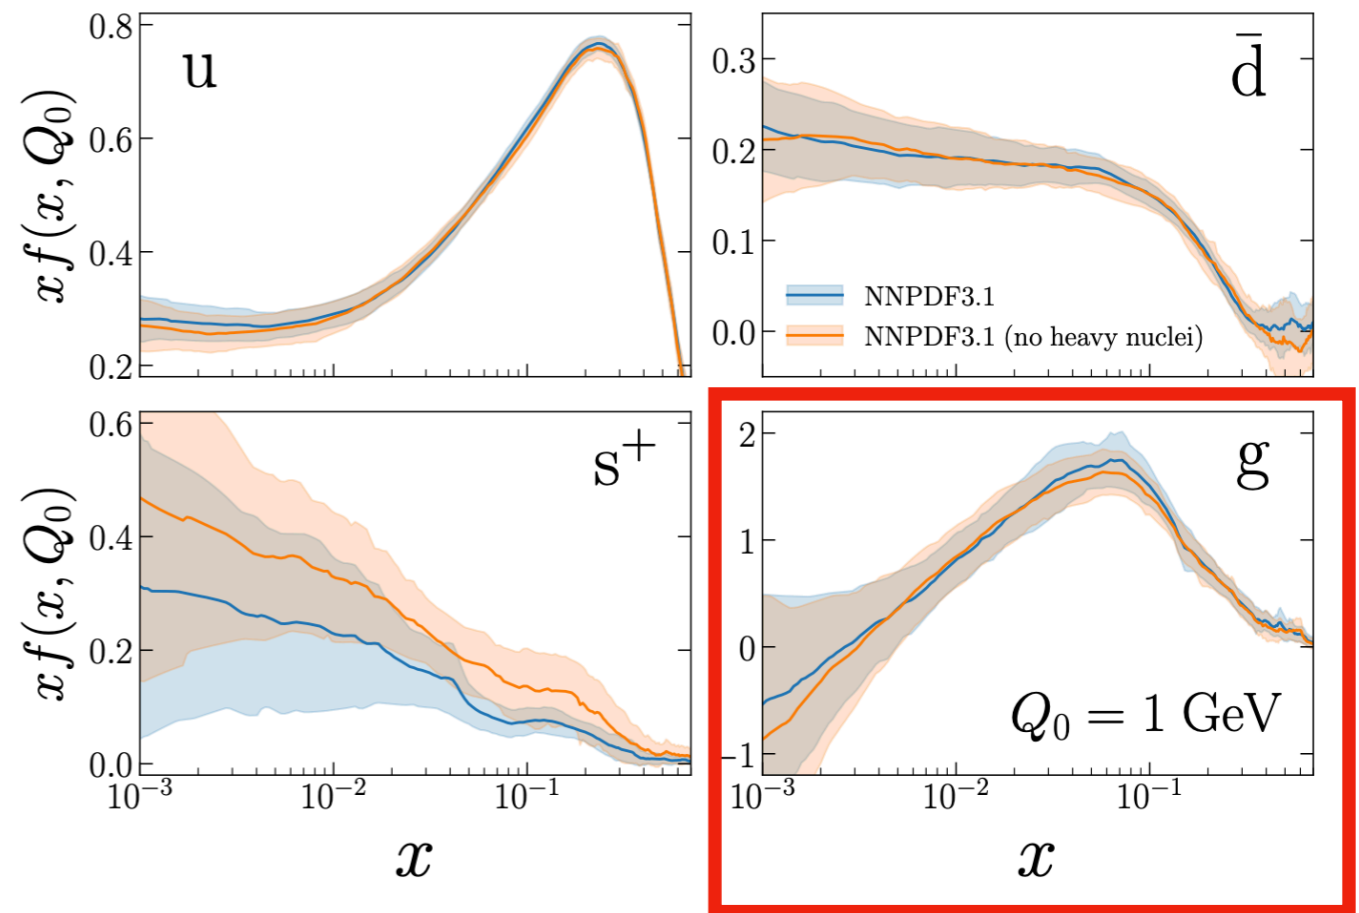 xf(x, Q₀)
0.8
0.6
0.4
0.2
u
0.3
0.2
0.1
0.0
d̄
NNPDF3.1
NNPDF3.1 (no heavy nuclei)
xf(x, Q₀)
0.6
0.4
0.2
0.0
s⁺
10⁻³ 10⁻² 10⁻¹
x
2
1
0
−1
g
Q₀ = 1 GeV
10⁻³ 10⁻² 10⁻¹
x